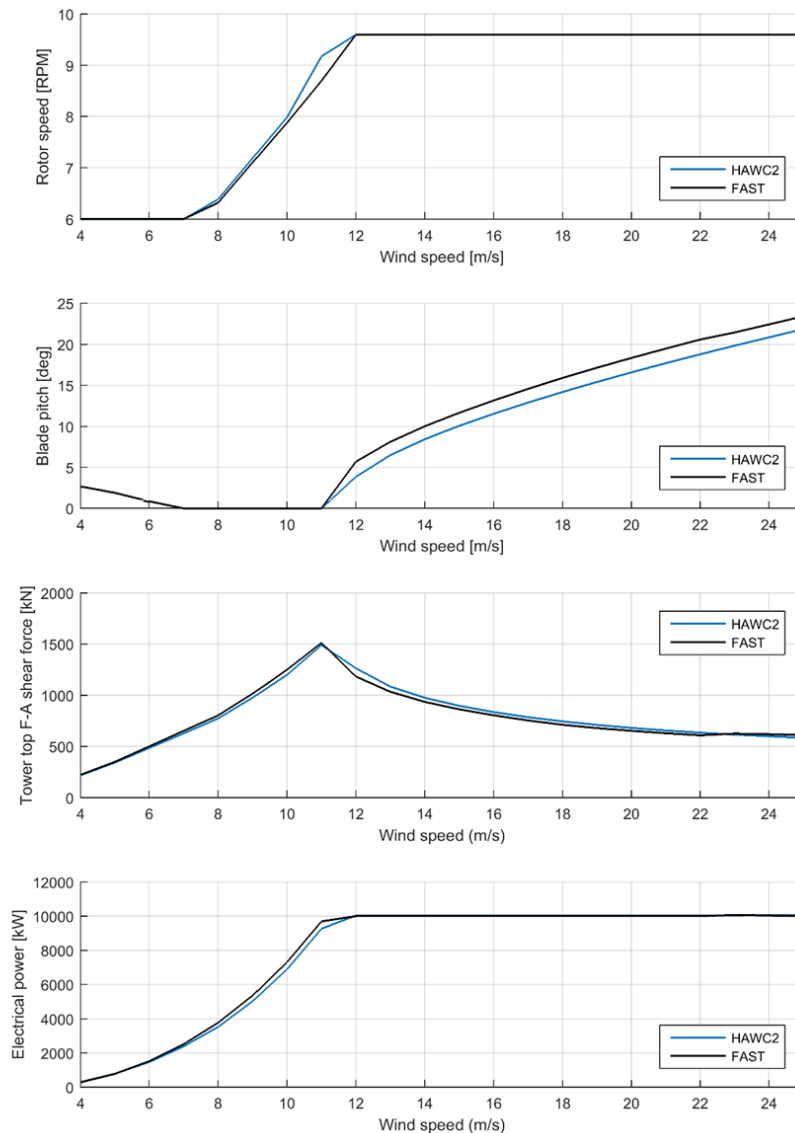 Rotor speed [RPM]
10
9
8
7
6
HAWC2
FAST
4 6 8 10 12 14 16 18 20 22 24
Wind speed [m/s]
Blade pitch [deg]
25
20
15
10
5
0
HAWC2
FAST
4 6 8 10 12 14 16 18 20 22 24
Wind speed [m/s]
Tower top F-A shear force [kN]
2000
1500
1000
500
0
HAWC2
FAST
4 6 8 10 12 14 16 18 20 22 24
Wind speed (m/s)
Electrical power [kW]
12000
10000
8000
6000
4000
2000
0
HAWC2
FAST
4 6 8 10 12 14 16 18 20 22 24
Wind speed (m/s)